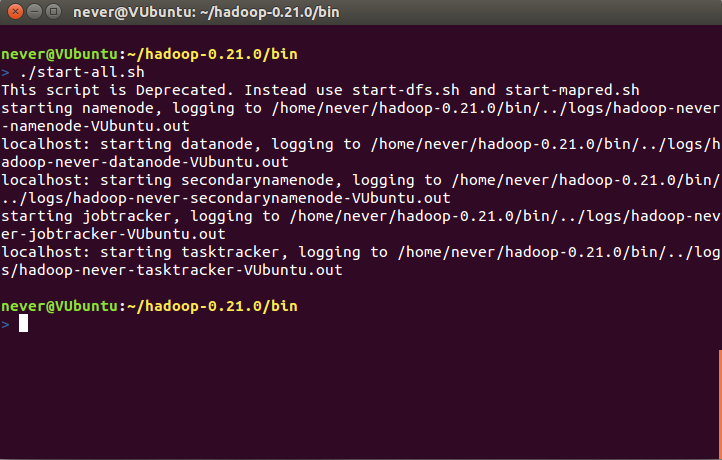 never@VUbuntu: ~/hadoop-0.21.0/bin
never@VUbuntu:~/hadoop-0.21.0/bin
> ./start-all.sh
This script is Deprecated. Instead use start-dfs.sh and start-mapred.sh
starting namenode, logging to /home/never/hadoop-0.21.0/bin/../logs/hadoop-never
-namenode-VUbuntu.out
localhost: starting datanode, logging to /home/never/hadoop-0.21.0/bin/../logs/h
adoop-never-datanode-VUbuntu.out
localhost: starting secondarynamenode, logging to /home/never/hadoop-0.21.0/bin/
../logs/hadoop-never-secondarynamenode-VUbuntu.out
starting jobtracker, logging to /home/never/hadoop-0.21.0/bin/../logs/hadoop-nev
er-jobtracker-VUbuntu.out
localhost: starting tasktracker, logging to /home/never/hadoop-0.21.0/bin/../log
s/hadoop-never-tasktracker-VUbuntu.out
never@VUbuntu:~/hadoop-0.21.0/bin
>